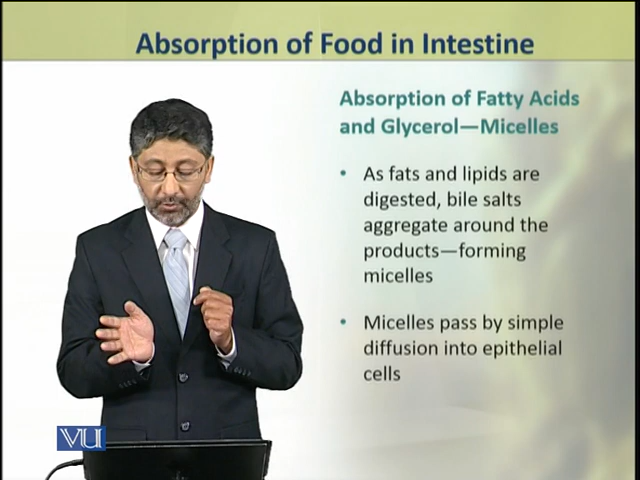 Absorption of Food in Intestine
Absorption of Fatty Acids
and Glycerol—Micelles
• As fats and lipids are
digested, bile salts
aggregate around the
products—forming
micelles
• Micelles pass by simple
diffusion into epithelial
cells
VU